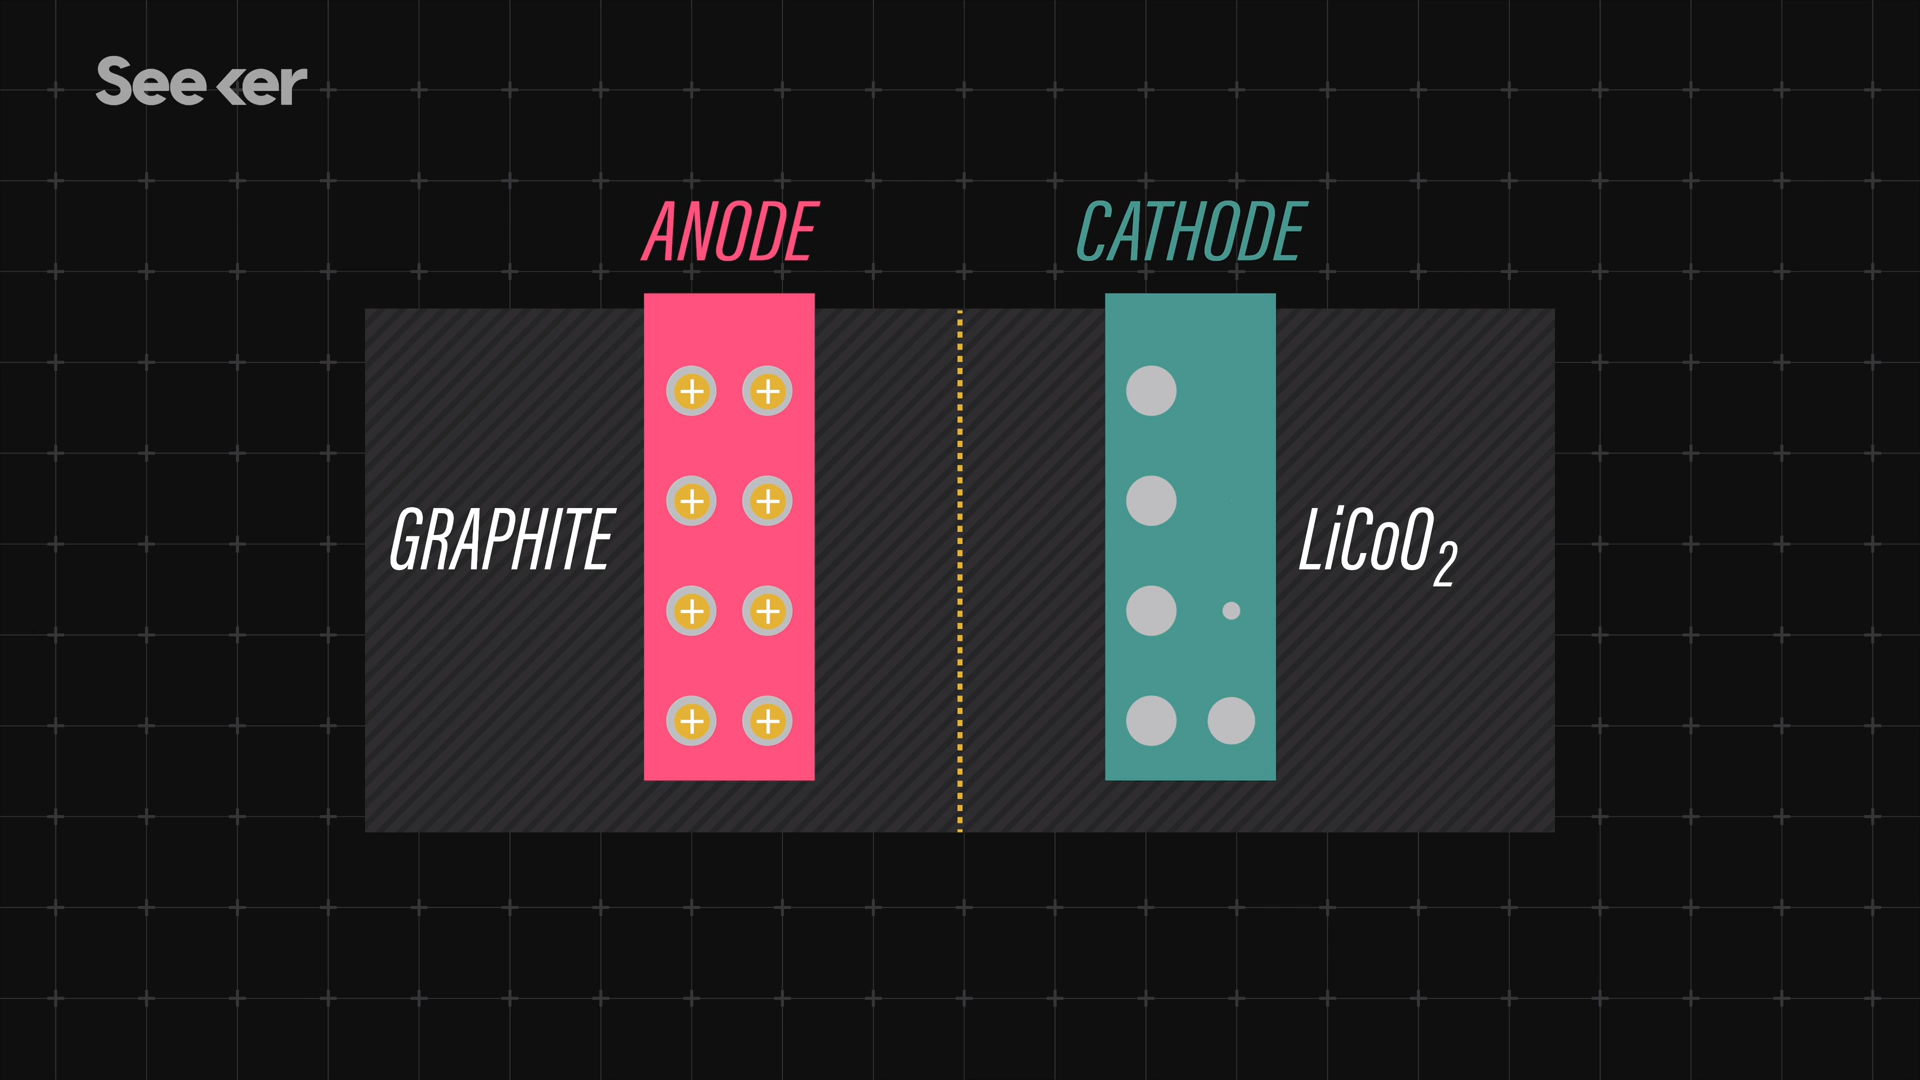 Seeker
ANODE
CATHODE
GRAPHITE
+ +
+ +
+ +
+ +
LiCoO₂